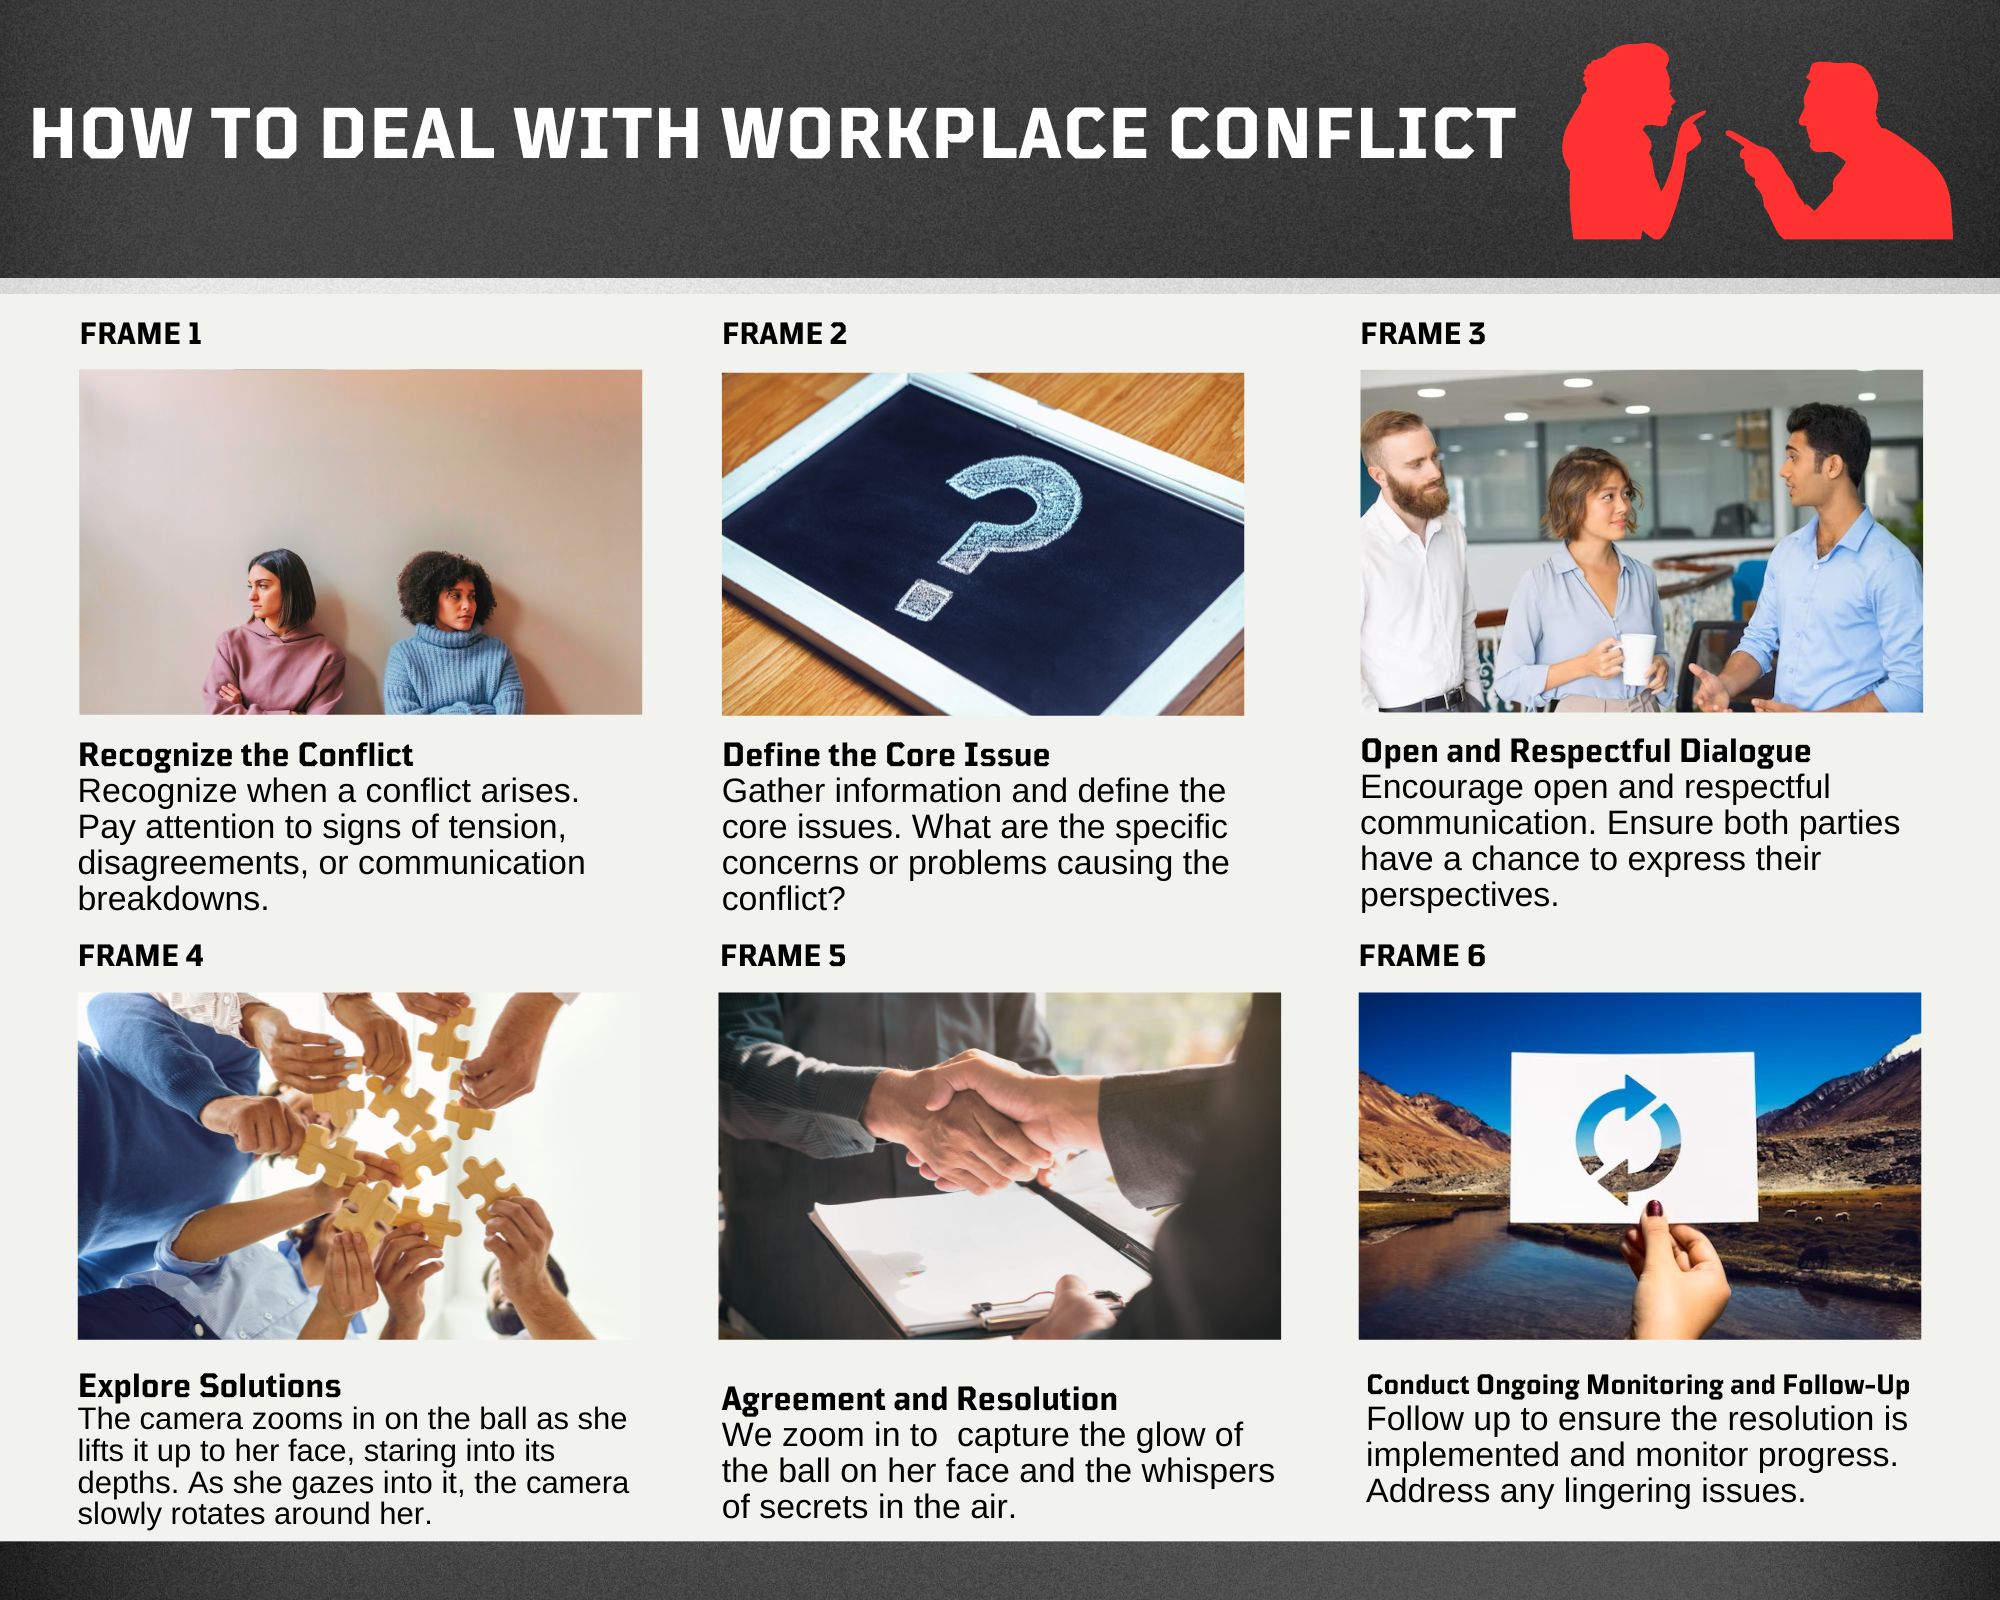 HOW TO DEAL WITH WORKPLACE CONFLICT
FRAME 1
Recognize the Conflict
Recognize when a conflict arises.
Pay attention to signs of tension,
disagreements, or communication
breakdowns.
FRAME 2
?
Define the Core Issue
Gather information and define the
core issues. What are the specific
concerns or problems causing the
conflict?
FRAME 3
Open and Respectful Dialogue
Encourage open and respectful
communication. Ensure both parties
have a chance to express their
perspectives.
FRAME 4
Explore Solutions
The camera zooms in on the ball as she
lifts it up to her face, staring into its
depths. As she gazes into it, the camera
slowly rotates around her.
FRAME 5
Agreement and Resolution
We zoom in to  capture the glow of
the ball on her face and the whispers
of secrets in the air.
FRAME 6
Conduct Ongoing Monitoring and Follow-Up
Follow up to ensure the resolution is
implemented and monitor progress.
Address any lingering issues.